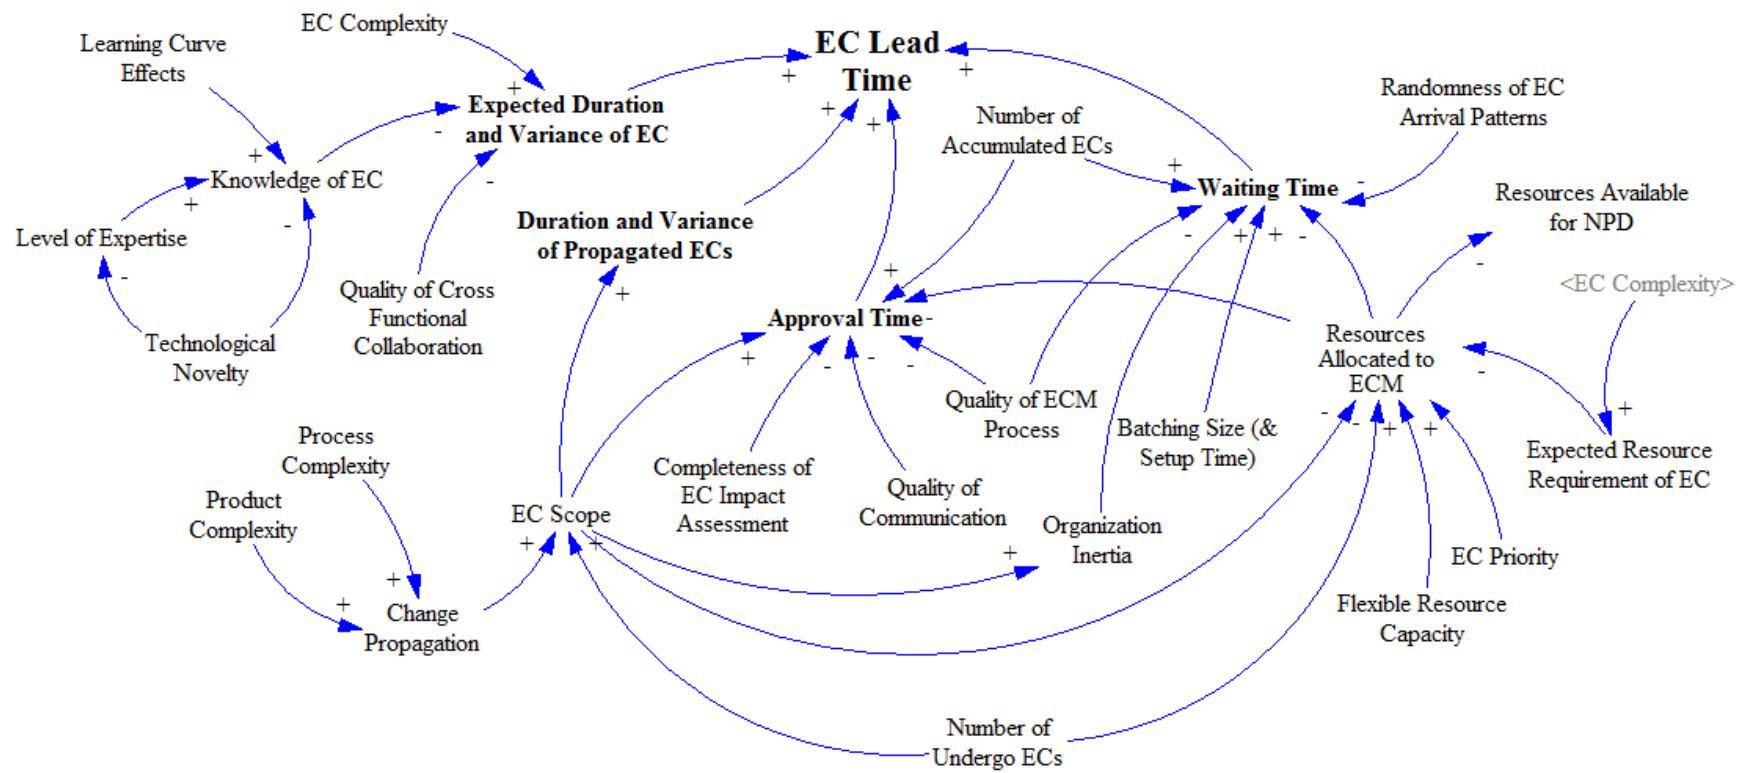 EC Complexity
Learning Curve
Effects
EC Lead
Time
+
+
+
+
+
Expected Duration
and Variance of EC
-
Number of
Accumulated ECs
Randomness of EC
Arrival Patterns
+
Knowledge of EC
+
-
-
+
Waiting Time
-
Resources Available
for NPD
-
Level of Expertise
-
Duration and Variance
of Propagated ECs
-
+
+
-
+
Quality of Cross
Functional
Collaboration
+
<EC Complexity>
Technological
Novelty
Approval Time
-
+
-
-
-
Resources
Allocated to
ECM
-
Quality of ECM
Process
Batching Size (&
Setup Time)
-
-
+
+
+
Expected Resource
Requirement of EC
Process
Complexity
Completeness of
EC Impact
Assessment
Quality of
Communication
Product
Complexity
EC Scope
+
+
Organization
Inertia
+
EC Priority
+
+
Change
Propagation
Flexible Resource
Capacity
Number of
Undergo ECs